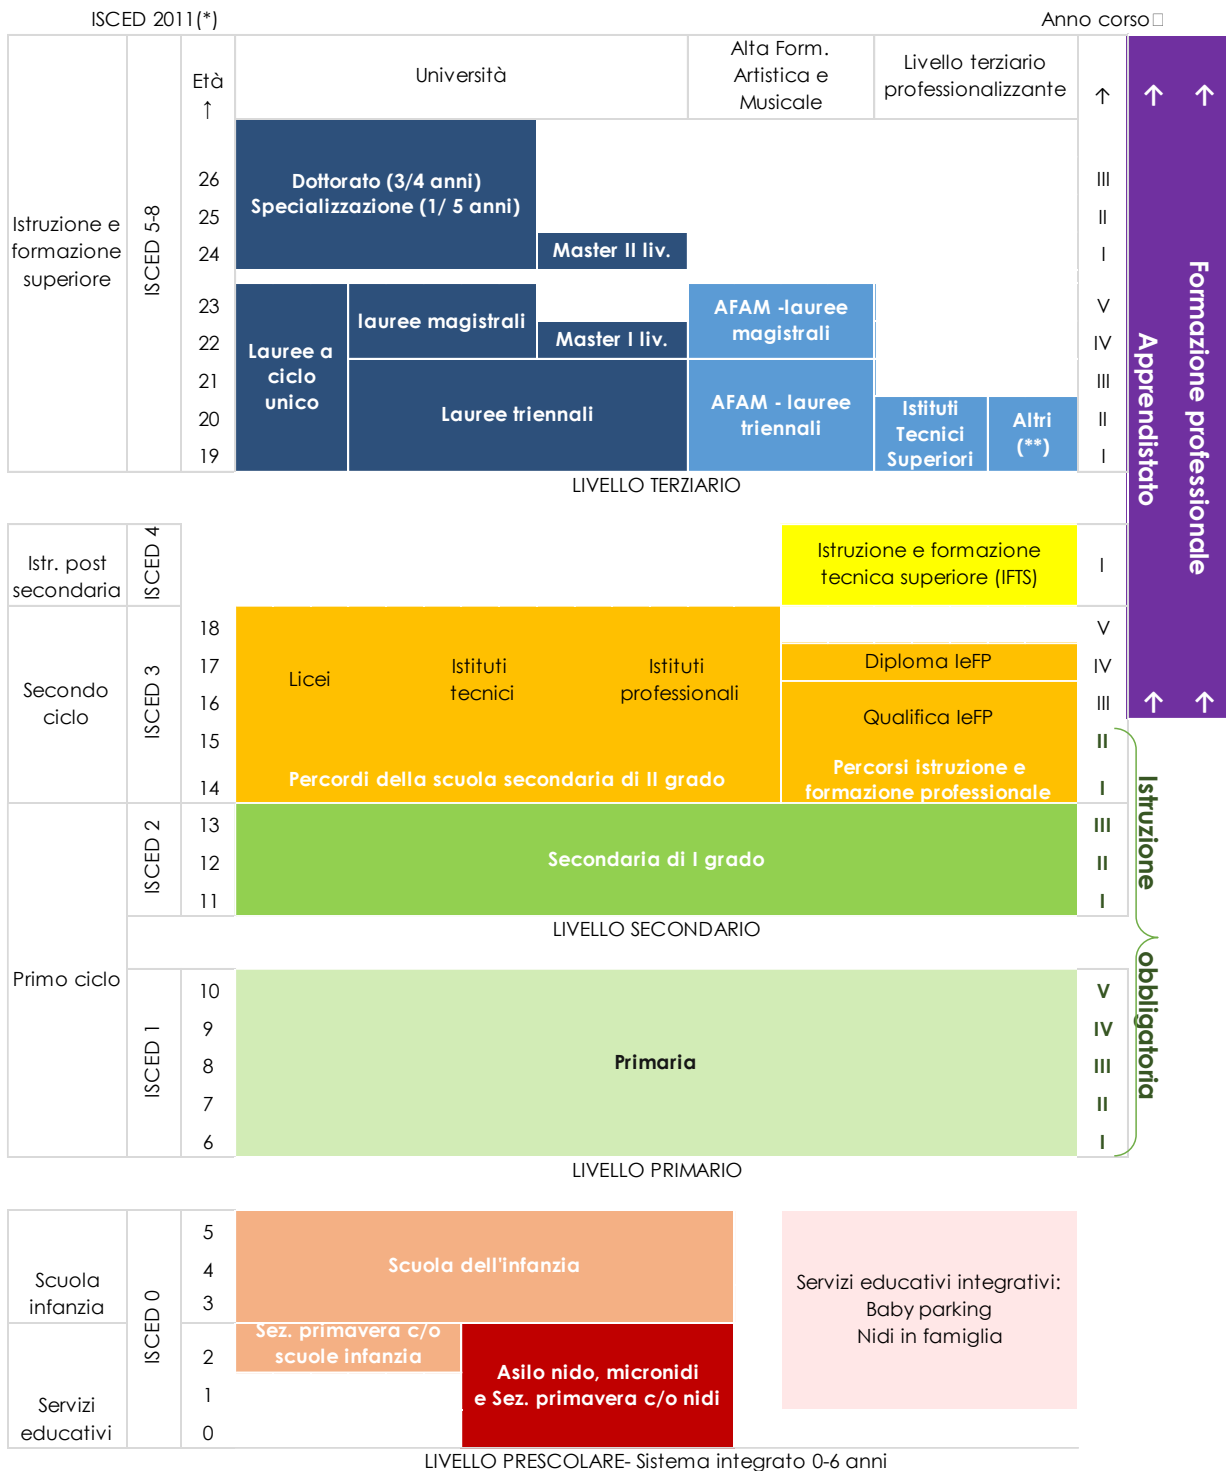 ISCED 2011(*)
Anno corso□
Età
↑
Università
Alta Form.
Artistica e
Musicale
Livello terziario
professionalizzante
↑
↑
↑
Istruzione e
formazione
superiore
ISCED 5-8
26
25
24
23
22
21
20
19
Dottorato (3/4 anni)
Specializzazione (1/ 5 anni)
Master II liv.
Lauree a
ciclo
unico
lauree magistrali
Master I liv.
Lauree triennali
AFAM -lauree
magistrali
AFAM - lauree
triennali
Istituti
Tecnici
Superiori
Altri
(**)
III
II
I
V
IV
III
II
I
LIVELLO TERZIARIO
Apprendistato
Formazione professionale
Istr. post
secondaria
ISCED 4
Istruzione e formazione
tecnica superiore (IFTS)
I
Secondo
ciclo
ISCED 3
18
17
16
15
14
Licei
Istituti
tecnici
Istituti
professionali
Percordi della scuola secondaria di II grado
Diploma IeFP
Qualifica IeFP
Percorsi istruzione e
formazione professionale
V
IV
III
II
I
↑
↑
Primo ciclo
ISCED 2
13
12
11
Secondaria di I grado
III
II
I
LIVELLO SECONDARIO
Istruzione
obbligatoria
ISCED 1
10
9
8
7
6
Primaria
V
IV
III
II
I
LIVELLO PRIMARIO
Scuola
infanzia
Servizi
educativi
ISCED 0
5
4
3
2
1
0
Scuola dell'infanzia
Sez. primavera c/o
scuole infanzia
Asilo nido, micronidi
e Sez. primavera c/o nidi
Servizi educativi integrativi:
Baby parking
Nidi in famiglia
LIVELLO PRESCOLARE- Sistema integrato 0-6 anni